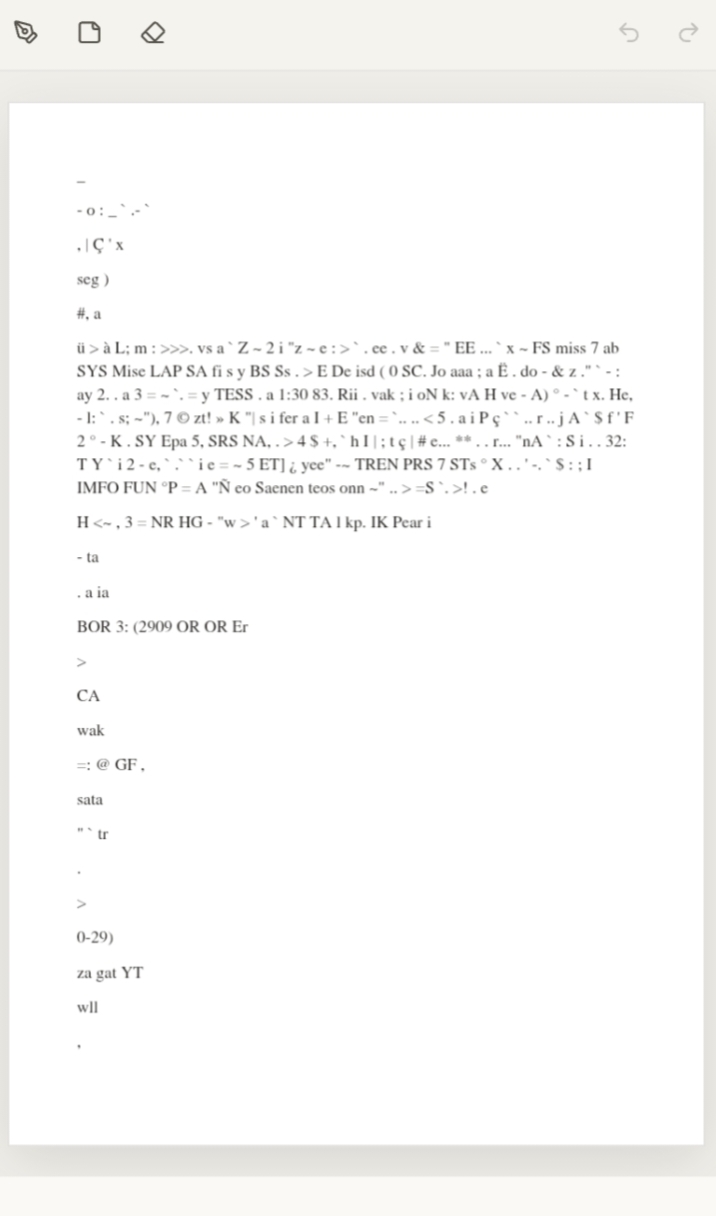 _
- o : _ ` .- `
, | Ç ' x
seg )
#, a
ü > à L; m : >>>. vs a ` Z ~ 2 i "z ~ e : > ` . ee . v & = " EE ... ` x ~ FS miss 7 ab
SYS Mise LAP SA fi s y BS Ss . > E De isd ( 0 SC. Jo aaa ; a Ë . do - & z ." ` - :
ay 2. . a 3 = ~ `. = y TESS . a 1:30 83. Rii . vak ; i oN k: vA H ve - A) ° - ` t x. He,
- l: ` . s; ~"), 7 © zt! » K "| s i fer a I + E "en = `.. .. < 5 . a i P ç ` ` .. r .. j A ` $ f ' F
2 ° - K . SY Epa 5, SRS NA, . > 4 $ +, ` h I | ; t ç | # e... ** . . r... "nA ` : S i . . 32:
T Y ` i 2 - e, ` .` ` i e = ~ 5 ET] ¿ yee" -~ TREN PRS 7 STs ° X . . ' -. ` $ : ; I
IMFO FUN °P = A "Ñ eo Saenen teos onn ~" .. > =S `. >! . e
H <~ , 3 = NR HG - "w > ' a ` NT TA l kp. IK Pear i
- ta
. a ia
BOR 3: (2909 OR OR Er
>
CA
wak
=: @ GF ,
sata
" ` tr
.
>
0-29)
za gat YT
wll
,